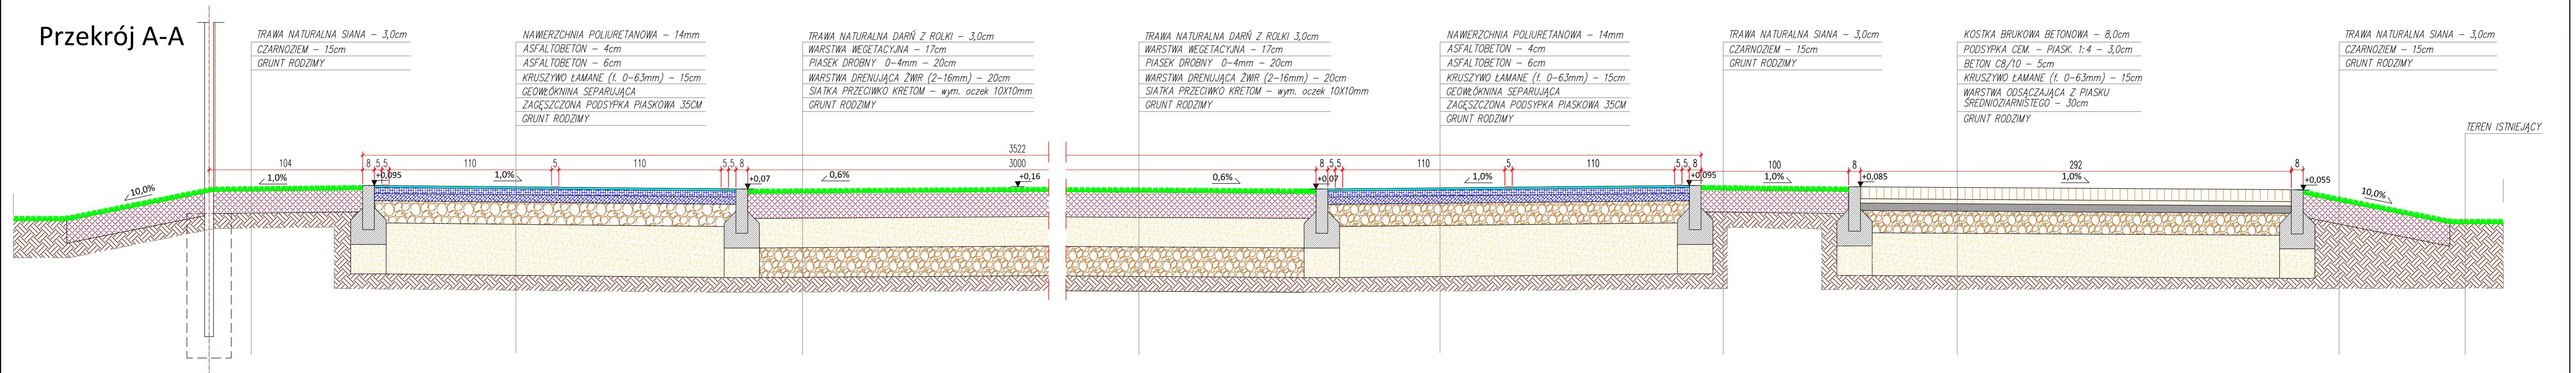 Przekrój A-A
TRAWA NATURALNA SIANA – 3,0cm
CZARNOZIEM – 15cm
GRUNT RODZIMY
NAWIERZCHNIA POLIURETANOWA – 14mm
ASFALTOBETON – 4cm
ASFALTOBETON – 6cm
KRUSZYWO ŁAMANE (f. 0–63mm) – 15cm
GEOWŁÓKNINA SEPARUJĄCA
ZAGĘSZCZONA PODSYPKA PIASKOWA 35CM
GRUNT RODZIMY
TRAWA NATURALNA DARŃ Z ROLKI – 3,0cm
WARSTWA WEGETACYJNA – 17cm
PIASEK DROBNY 0–4mm – 20cm
WARSTWA DRENUJĄCA ŻWIR (2–16mm) – 20cm
SIATKA PRZECIWKO KRETOM – wym. oczek 10X10mm
GRUNT RODZIMY
TRAWA NATURALNA DARŃ Z ROLKI 3,0cm
WARSTWA WEGETACYJNA – 17cm
PIASEK DROBNY 0–4mm – 20cm
WARSTWA DRENUJĄCA ŻWIR (2–16mm) – 20cm
SIATKA PRZECIWKO KRETOM – wym. oczek 10X10mm
GRUNT RODZIMY
NAWIERZCHNIA POLIURETANOWA – 14mm
ASFALTOBETON – 4cm
ASFALTOBETON – 6cm
KRUSZYWO ŁAMANE (f. 0–63mm) – 15cm
GEOWŁÓKNINA SEPARUJĄCA
ZAGĘSZCZONA PODSYPKA PIASKOWA 35CM
GRUNT RODZIMY
TRAWA NATURALNA SIANA – 3,0cm
CZARNOZIEM – 15cm
GRUNT RODZIMY
KOSTKA BRUKOWA BETONOWA – 8,0cm
PODSYPKA CEM. – PIASK. 1:4 – 3,0cm
BETON C8/10 – 5cm
KRUSZYWO ŁAMANE (f. 0–63mm) – 15cm
WARSTWA ODSĄCZAJĄCA Z PIASKU
ŚREDNIOZIARNISTEGO – 30cm
GRUNT RODZIMY
TRAWA NATURALNA SIANA – 3,0cm
CZARNOZIEM – 15cm
GRUNT RODZIMY
TEREN ISTNIEJĄCY
3522
104 8 5 5 110 5 110 5 5 8 3000 8 5 5 110 5 110 5 5 8 100 8 292 8
10,0% 1,0% +0,095 1,0% +0,07 0,6% +0,16 0,6% +0,07 1,0% +0,095 1,0% +0,085 1,0% +0,055 10,0%